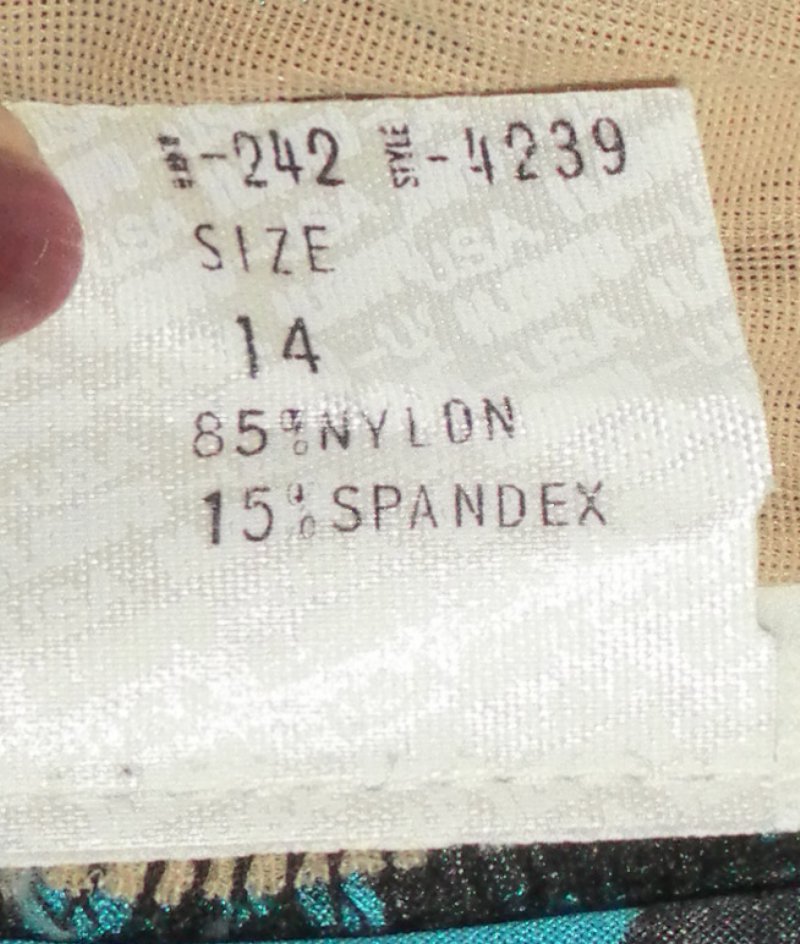 -242 STYLE -4239
SIZE
14
85% NYLON
15% SPANDEX